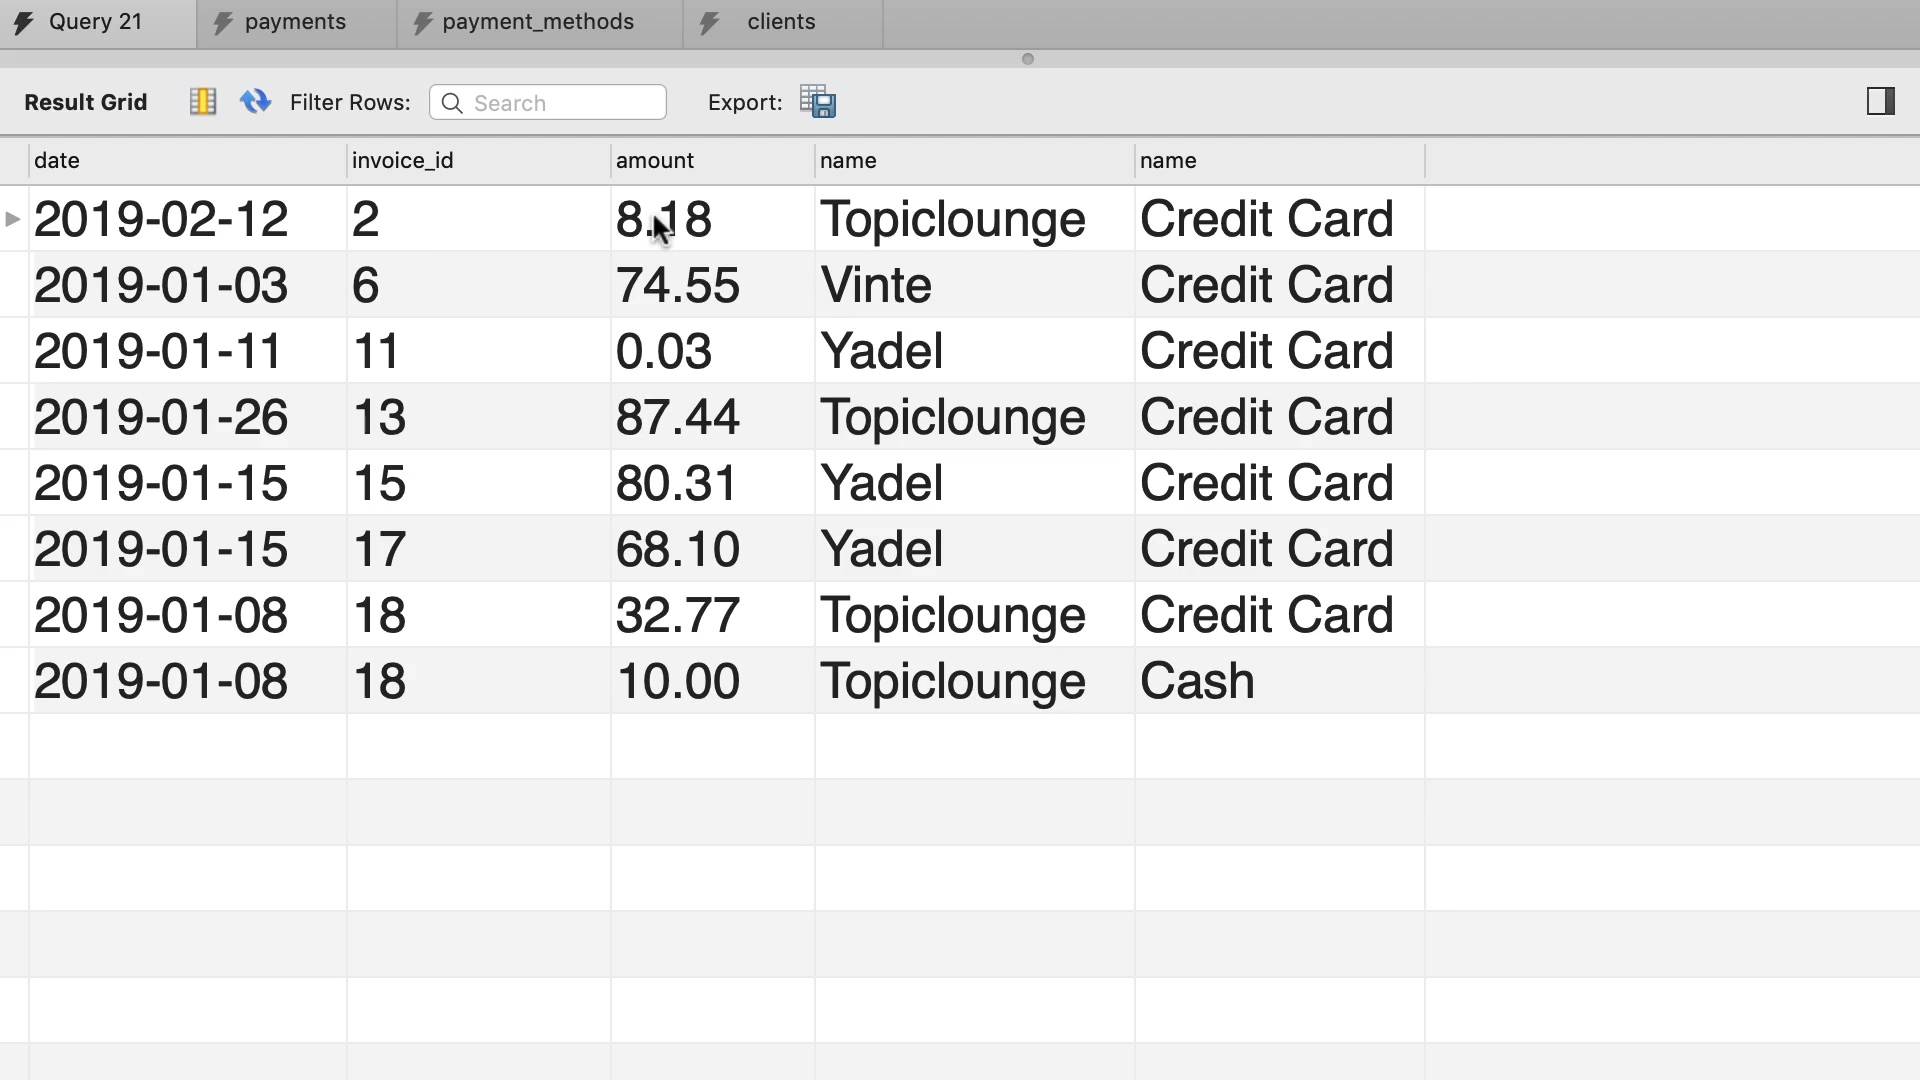 Query 21 payments payment_methods clients
Result Grid Filter Rows: Search Export:
date invoice_id amount name name
2019-02-12 2 8.18 Topiclounge Credit Card
2019-01-03 6 74.55 Vinte Credit Card
2019-01-11 11 0.03 Yadel Credit Card
2019-01-26 13 87.44 Topiclounge Credit Card
2019-01-15 15 80.31 Yadel Credit Card
2019-01-15 17 68.10 Yadel Credit Card
2019-01-08 18 32.77 Topiclounge Credit Card
2019-01-08 18 10.00 Topiclounge Cash